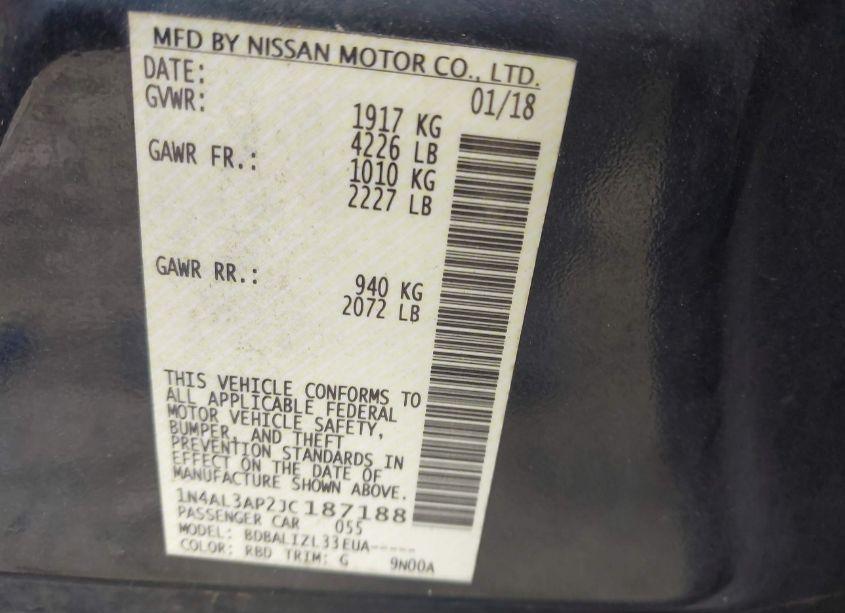 MFD BY NISSAN MOTOR CO., LTD.
DATE: 01/18
GVWR: 1917 KG
4226 LB
GAWR FR.: 1010 KG
2227 LB
GAWR RR.: 940 KG
2072 LB
THIS VEHICLE CONFORMS TO
ALL APPLICABLE FEDERAL
MOTOR VEHICLE SAFETY,
BUMPER, AND THEFT
PREVENTION STANDARDS IN
EFFECT ON THE DATE OF
MANUFACTURE SHOWN ABOVE.
1N4AL3AP2JC187188
PASSENGER CAR 055
MODEL: BDBALIZL33EUA-----
COLOR: RBD TRIM: G 9N00A